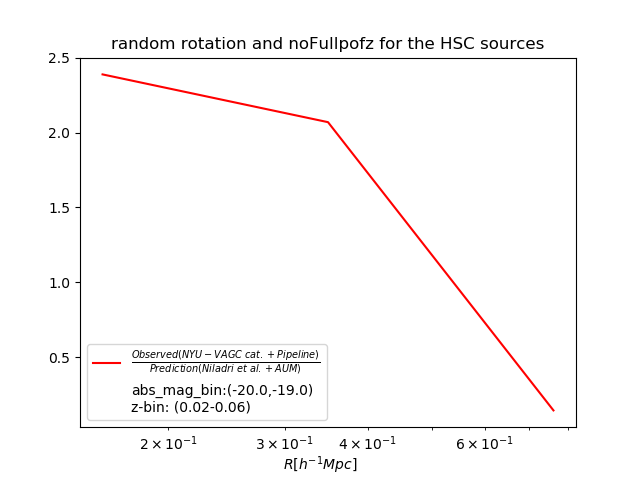 random rotation and noFullpofz for the HSC sources
2.5
2.0
1.5
1.0
0.5
Observed(NYU − VAGC cat. + Pipeline)
Prediction(Niladri et al. + AUM)
abs_mag_bin:(-20.0,-19.0)
z-bin: (0.02-0.06)
2 × 10⁻¹ 3 × 10⁻¹ 4 × 10⁻¹ 6 × 10⁻¹
R[h⁻¹Mpc]